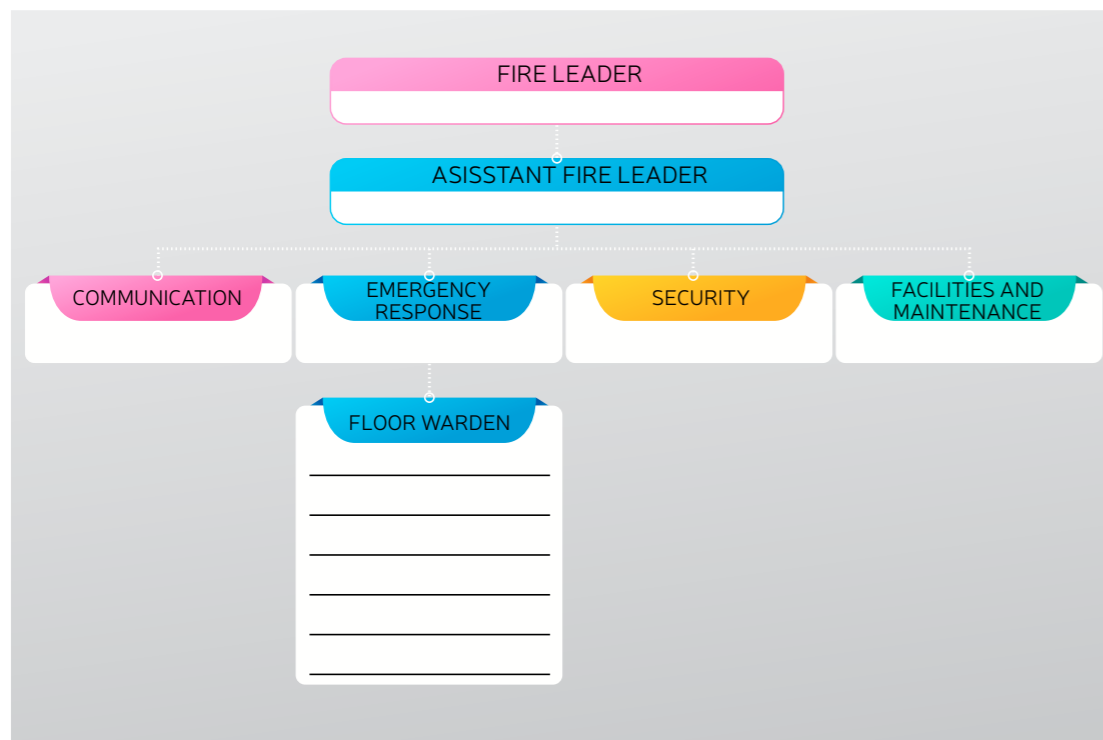 FIRE LEADER
ASISSTANT FIRE LEADER
COMMUNICATION
EMERGENCY
RESPONSE
SECURITY
FACILITIES AND
MAINTENANCE
FLOOR WARDEN